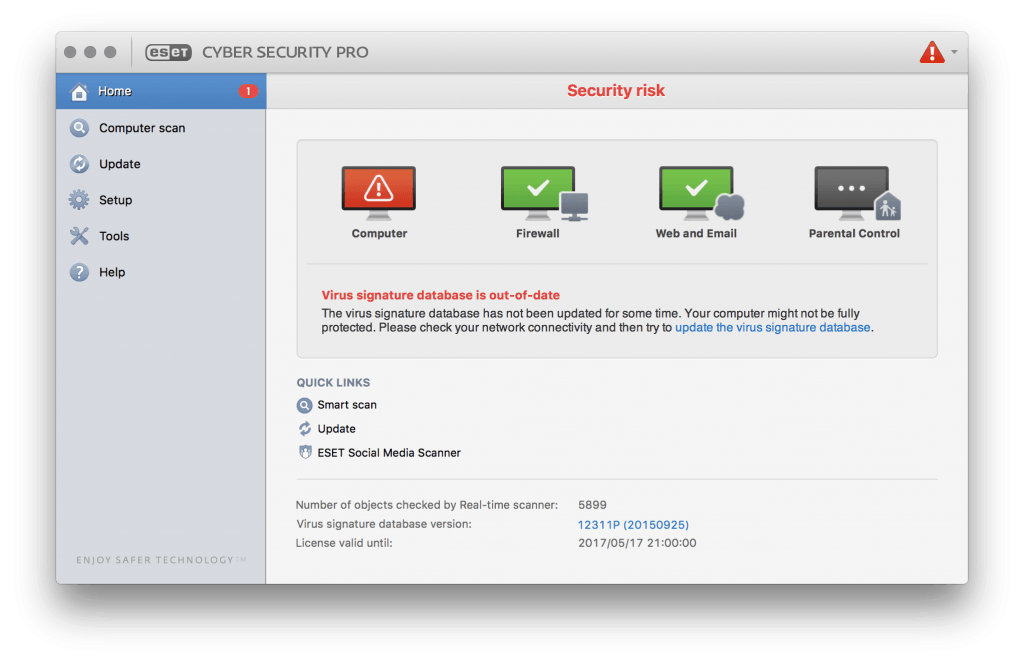 eset CYBER SECURITY PRO
Home 1
Security risk
Computer scan
Update
Setup
Tools
Help
Computer
Firewall
Web and Email
Parental Control
Virus signature database is out-of-date
The virus signature database has not been updated for some time. Your computer might not be fully
protected. Please check your network connectivity and then try to update the virus signature database.
QUICK LINKS
Smart scan
Update
ESET Social Media Scanner
Number of objects checked by Real-time scanner: 5899
Virus signature database version: 12311P (20150925)
License valid until: 2017/05/17 21:00:00
ENJOY SAFER TECHNOLOGY™